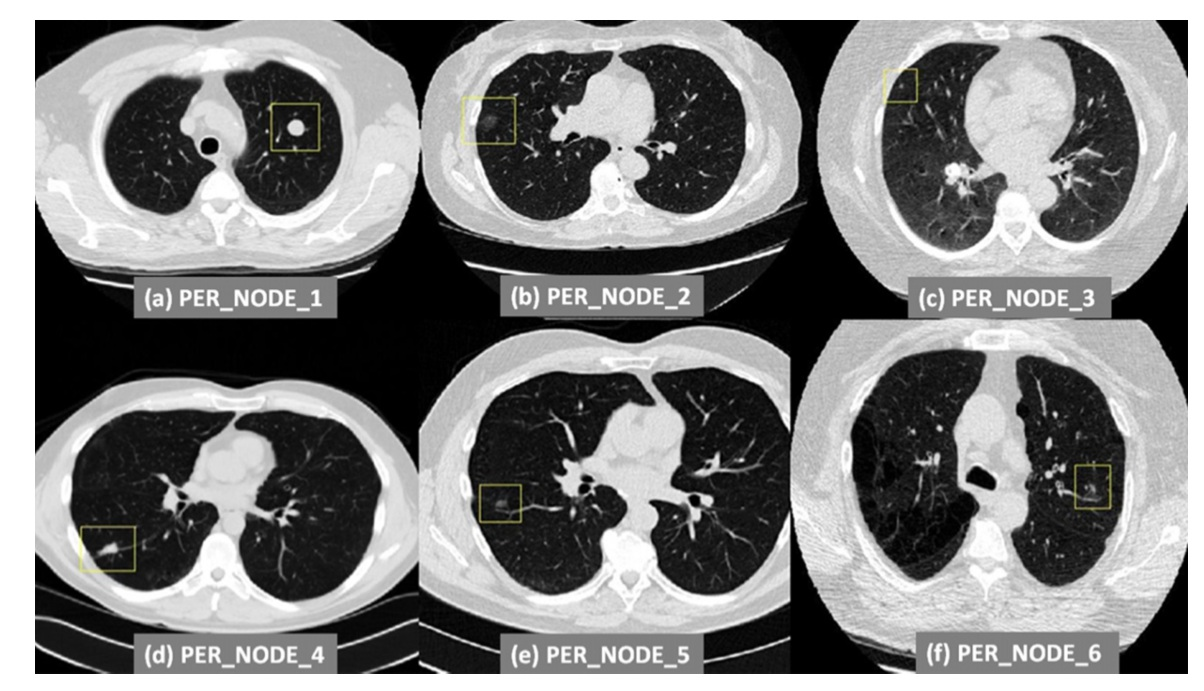 (a) PER_NODE_1
(b) PER_NODE_2
(c) PER_NODE_3
(d) PER_NODE_4
(e) PER_NODE_5
(f) PER_NODE_6